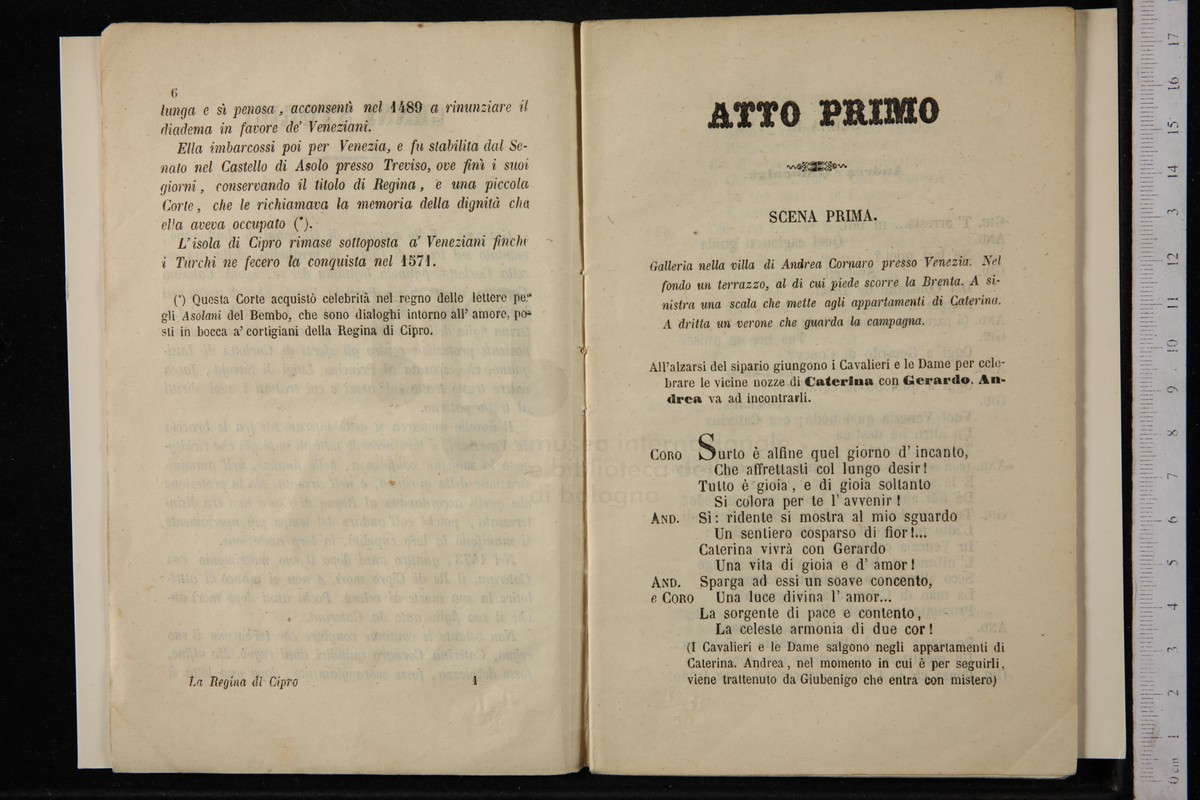 6
lunga e sì penosa, acconsentì nel 1489 a rinunziare il
diadema in favore de' Veneziani.
Ella imbarcossi poi per Venezia, e fu stabilita dal Se-
nato nel Castello di Asolo presso Treviso, ove finì i suoi
giorni, conservando il titolo di Regina, e una piccola
Corte, che le richiamava la memoria della dignità cha
ella aveva occupato (*).
L'isola di Cipro rimase sottoposta a' Veneziani finchè
i Turchi ne fecero la conquista nel 1571.
(*) Questa Corte acquistò celebrità nel regno delle lettere per
gli Asolani del Bembo, che sono dialoghi intorno all' amore, po-
sti in bocca a' cortigiani della Regina di Cipro.
La Regina di Cipro 1
ATTO PRIMO
SCENA PRIMA.
Galleria nella villa di Andrea Cornaro presso Venezia. Nel
fondo un terrazzo, al di cui piede scorre la Brenta. A si-
nistra una scala che mette agli appartamenti di Caterina.
A dritta un verone che guarda la campagna.
All'alzarsi del sipario giungono i Cavalieri e le Dame per cele-
brare le vicine nozze di Caterina con Gerardo. An-
drea va ad incontrarli.
CORO Surto è alfine quel giorno d' incanto,
Che affrettasti col lungo desir!
Tutto è gioia, e di gioia soltanto
Si colora per te l' avvenir!
AND. Sì: ridente si mostra al mio sguardo
Un sentiero cosparso di fior!...
Caterina vivrà con Gerardo
Una vita di gioia e d' amor!
AND. Sparga ad essi un soave concento,
e CORO Una luce divina l' amor...
La sorgente di pace e contento,
La celeste armonia di due cor!
(I Cavalieri e le Dame salgono negli appartamenti di
Caterina. Andrea, nel momento in cui è per seguirli,
viene trattenuto da Giubenigo che entra con mistero)